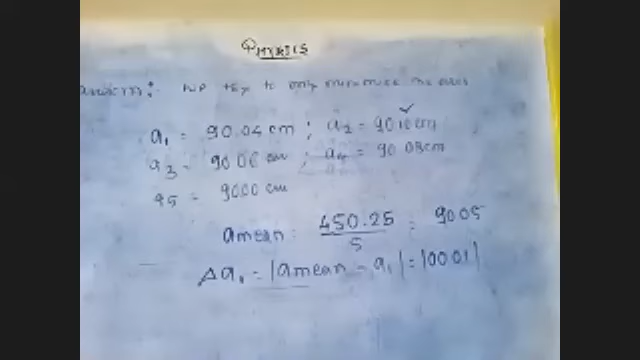 PHYSICS
we try to only minimize the
a₁ = 90.04 cm ; a₂ = 90.10 cm
a₃ = 90.06 cm ; a₄ = 90.03 cm
a5 = 90.00 cm
amean = 450.25 / 5 = 90.05
Δa₁ = |amean - a₁| = |00.01|